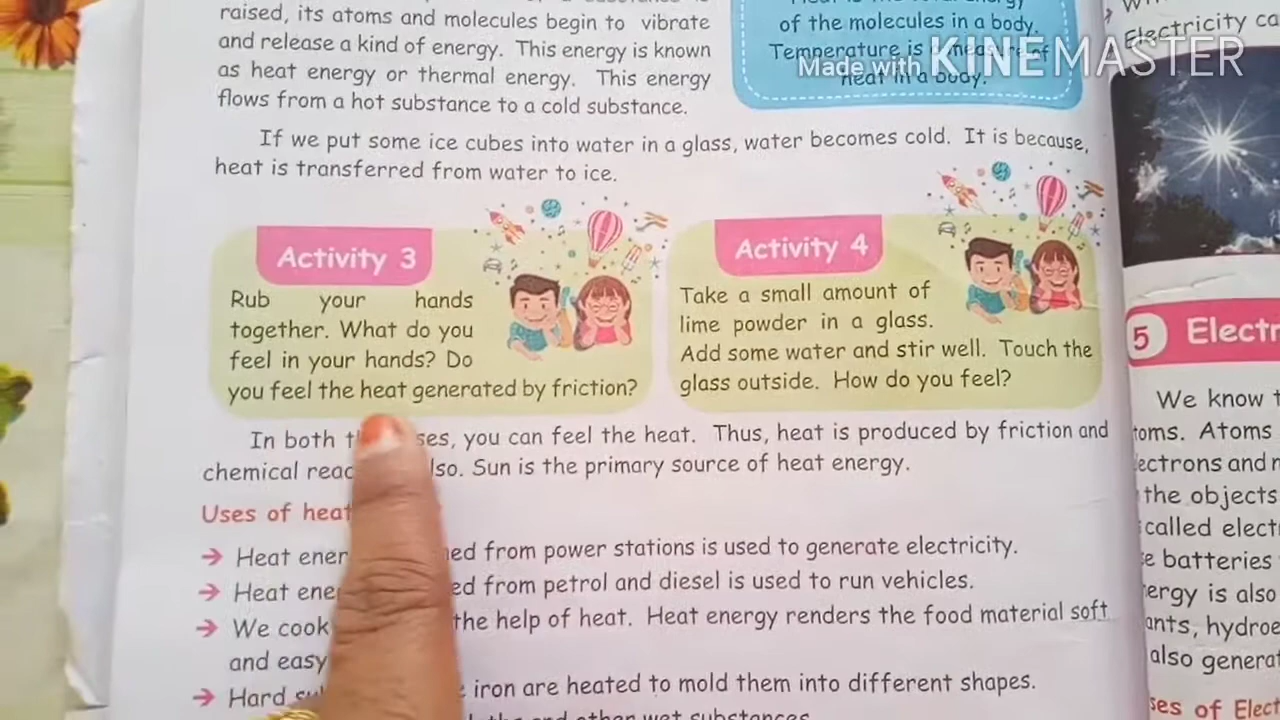 raised, its atoms and molecules begin to vibrate
and release a kind of energy. This energy is known
as heat energy or thermal energy. This energy
flows from a hot substance to a cold substance.
of the molecules in a body.
Temperature is a measure of
heat in a body.
Made with KINEMASTER
If we put some ice cubes into water in a glass, water becomes cold. It is because,
heat is transferred from water to ice.
Activity 3
Rub your hands
together. What do you
feel in your hands? Do
you feel the heat generated by friction?
Activity 4
Take a small amount of
lime powder in a glass.
Add some water and stir well. Touch the
glass outside. How do you feel?
In both ses, you can feel the heat. Thus, heat is produced by friction and
chemical reac lso. Sun is the primary source of heat energy.
Uses of heat
Heat ener ed from power stations is used to generate electricity.
Heat ene ed from petrol and diesel is used to run vehicles.
We cook the help of heat. Heat energy renders the food material soft
and easy
Hard iron are heated to mold them into different shapes.
and other wet substances
Electricity ca
5 Electr
We know t
toms. Atoms
lectrons and n
the objects
called electr
e batteries
ergy is also
ants, hydroe
also generat
ses of Elect